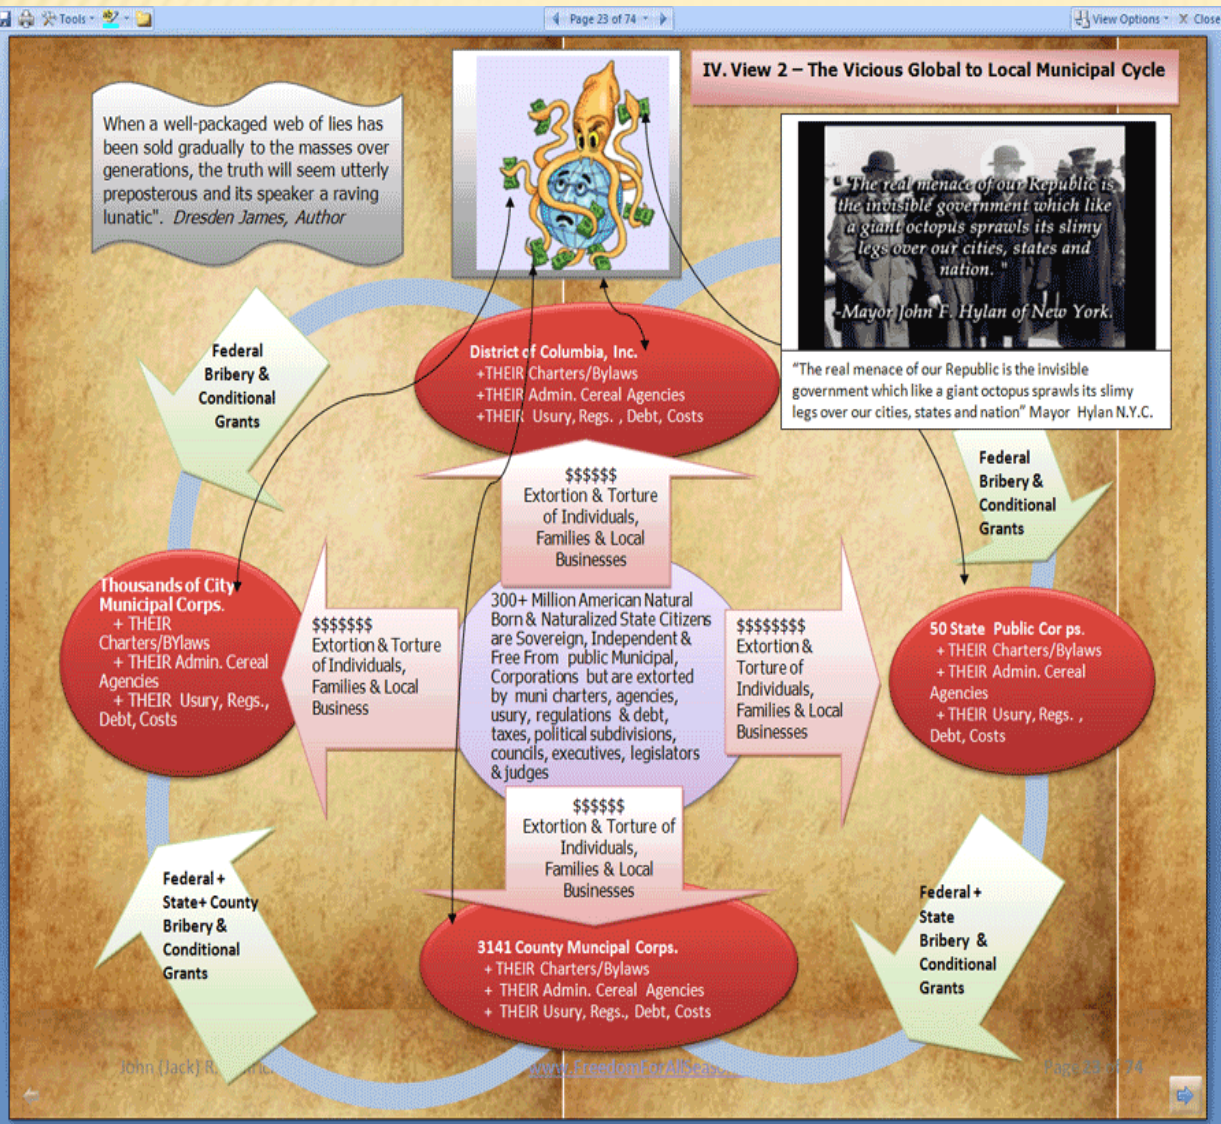 Tools
Page 23 of 74
View Options
X Close
IV. View 2 – The Vicious Global to Local Municipal Cycle
When a well-packaged web of lies has
been sold gradually to the masses over
generations, the truth will seem utterly
preposterous and its speaker a raving
lunatic". Dresden James, Author
" The real menace of our Republic is
the invisible government which like
a giant octopus sprawls its slimy
legs over our cities, states and
nation. "
-Mayor John F. Hylan of New York.
"The real menace of our Republic is the invisible
government which like a giant octopus sprawls its slimy
legs over our cities, states and nation" Mayor Hylan N.Y.C.
Federal
Bribery &
Conditional
Grants
District of Columbia, Inc.
+THEIR Charters/Bylaws
+THEIR Admin. Cereal Agencies
+THEIR Usury, Regs. , Debt, Costs
Federal
Bribery &
Conditional
Grants
$$$$$$
Extortion & Torture
of Individuals,
Families & Local
Businesses
Thousands of City
Municipal Corps.
+ THEIR
Charters/BYlaws
+ THEIR Admin. Cereal
Agencies
+ THEIR Usury, Regs.,
Debt, Costs
$$$$$$$
Extortion & Torture
of Individuals,
Families & Local
Business
300+ Million American Natural
Born & Naturalized State Citizens
are Sovereign, Independent &
Free From public Municipal,
Corporations but are extorted
by muni charters, agencies,
usury, regulations & debt,
taxes, political subdivisions,
councils, executives, legislators
& judges
$$$$$$$$
Extortion &
Torture of
Individuals,
Families & Local
Businesses
50 State Public Cor ps.
+ THEIR Charters/Bylaws
+ THEIR Admin. Cereal
Agencies
+ THEIR Usury, Regs. ,
Debt, Costs
$$$$$$
Extortion & Torture of
Individuals,
Families & Local
Businesses
Federal +
State+ County
Bribery &
Conditional
Grants
3141 County Muncipal Corps.
+ THEIR Charters/Bylaws
+ THEIR Admin. Cereal Agencies
+ THEIR Usury, Regs., Debt, Costs
Federal +
State
Bribery &
Conditional
Grants
John (Jack) R.
Page 23 of 74